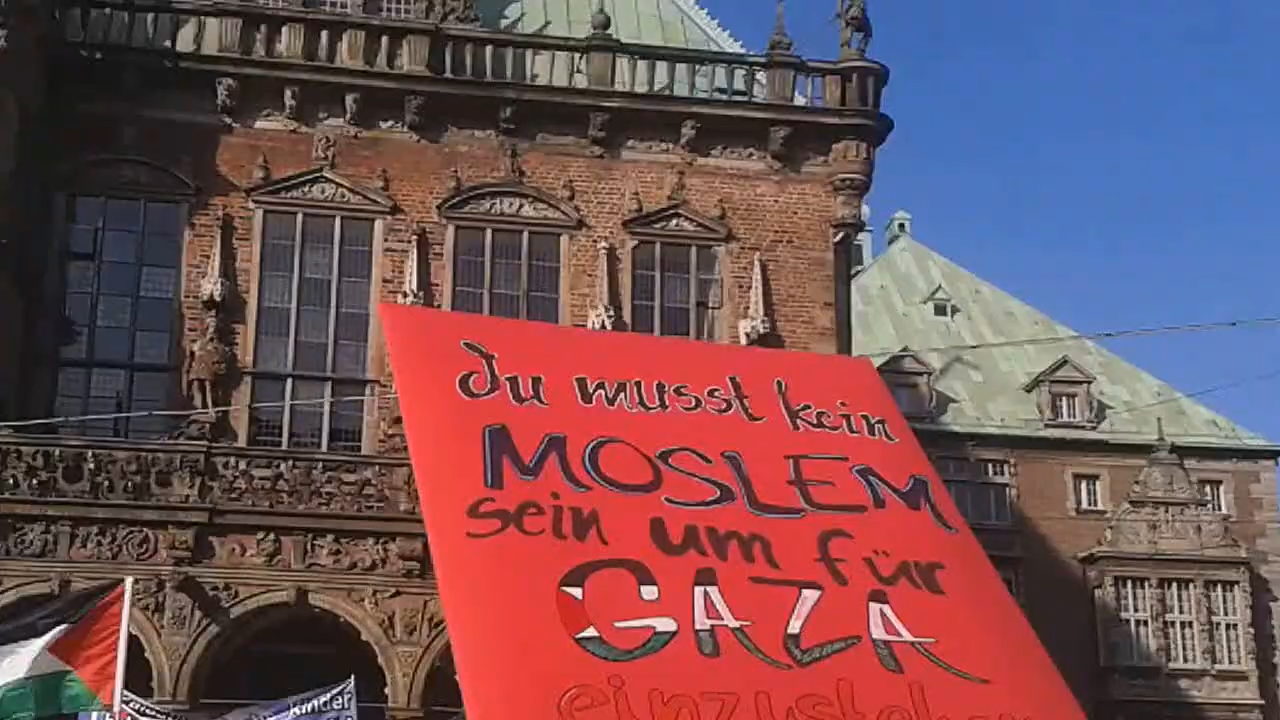 Du musst kein
MOSLEM
sein um für
GAZA
einzustehen
Kinder